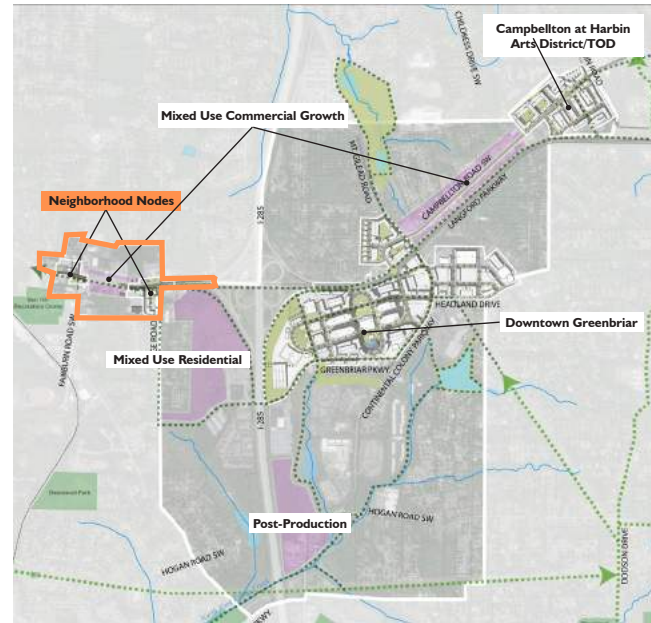 Campbellton at Harbin
Arts District/TOD
CHILDRESS DRIVE SW
Mixed Use Commercial Growth
MT GILEAD ROAD
CAMPBELLTON ROAD SW
LANGFORD PARKWAY
Neighborhood Nodes
I 285
HEADLAND DRIVE
Downtown Greenbriar
FAIRBURN ROAD SW
Mixed Use Residential
GREENBRIAR PKWY
CONTINENTAL COLONY PARKWAY
I 285
Post-Production
HOGAN ROAD SW
HOGAN ROAD SW
DODSON DRIVE